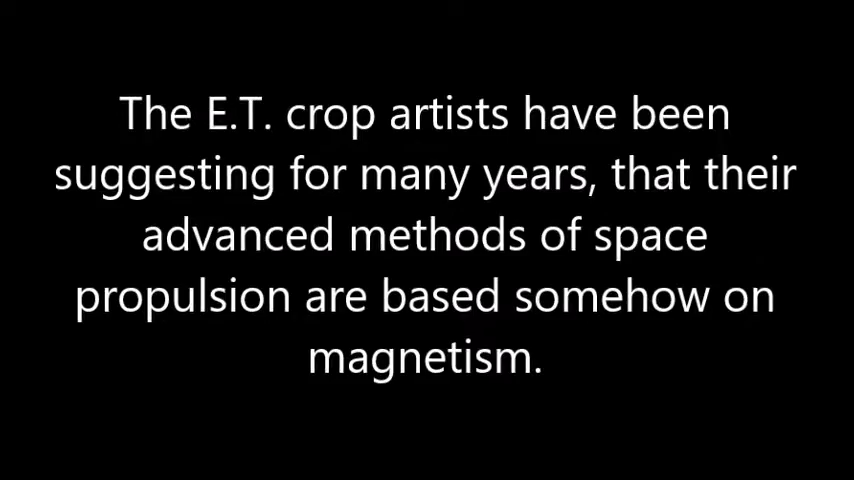 The E.T. crop artists have been
suggesting for many years, that their
advanced methods of space
propulsion are based somehow on
magnetism.